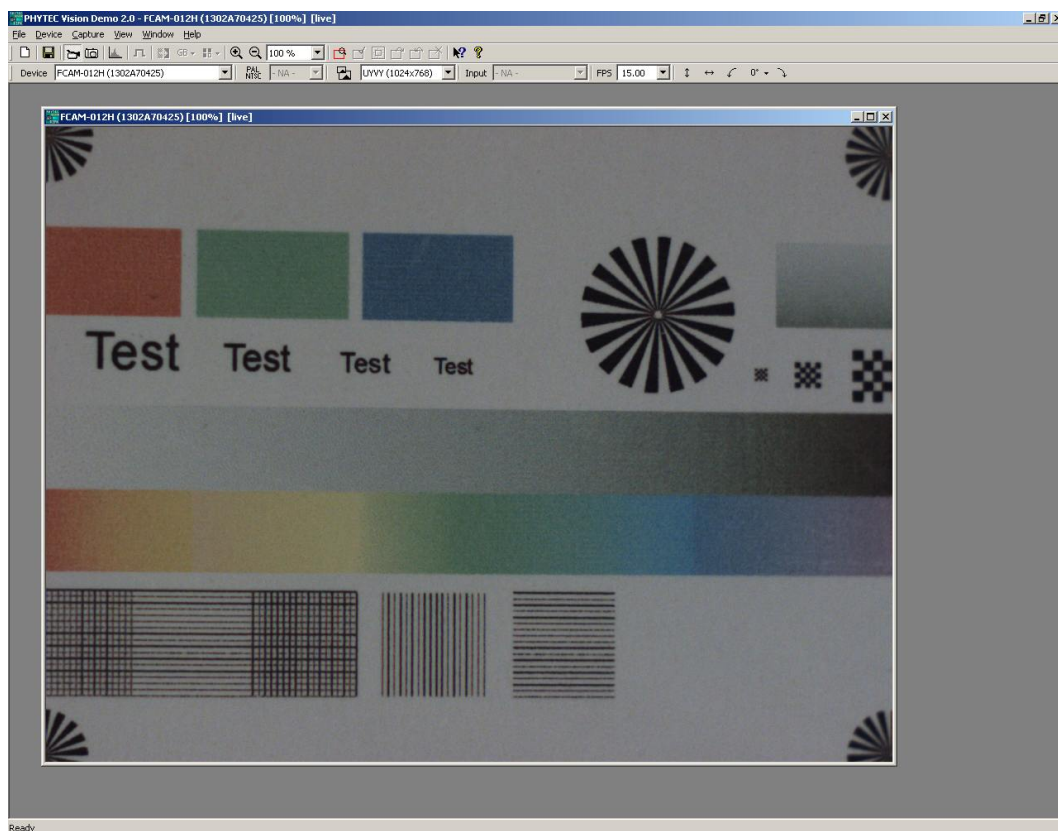 PHYTEC Vision Demo 2.0 - FCAM-012H (1302A70425) [100%] [live]
File Device Capture View Window Help
GB 100 %
Device FCAM-012H (1302A70425) PAL NTSC - NA - UYVY (1024x768) Input - NA - FPS 15.00 0°
FCAM-012H (1302A70425) [100%] [live]
Test Test Test Test
Ready